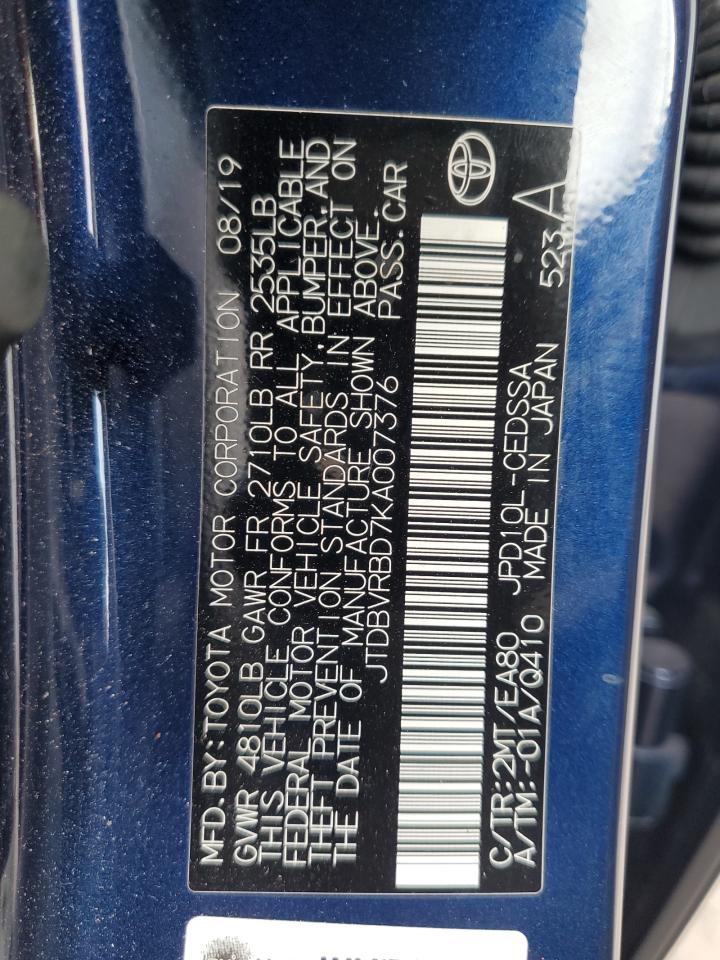 MFD.BY:TOYOTA MOTOR CORPORATION 08/19
GVWR 4810LB GAWR FR 2710LB RR 2535LB
THIS VEHICLE CONFORMS TO ALL APPLICABLE
FEDERAL MOTOR VEHICLE SAFETY,BUMPER,AND
THEFT PREVENTION STANDARDS IN EFFECT ON
THE DATE OF MANUFACTURE SHOWN ABOVE.
JTDBVRBD7KA007376 PASS.CAR
C/TR:2MT/EA80 JPD10L-CEDSSA
A/TM:-01A/Q410 MADE IN JAPAN 523 A